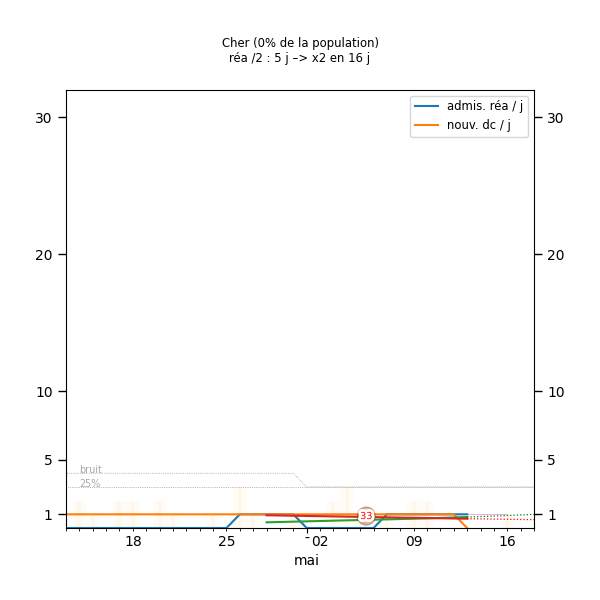 Cher (0% de la population)
réa /2 : 5 j –> x2 en 16 j
admis. réa / j
nouv. dc / j
30
30
20
20
10
10
5
5
bruit
25%
1
33
1
18
25
02
09
16
mai